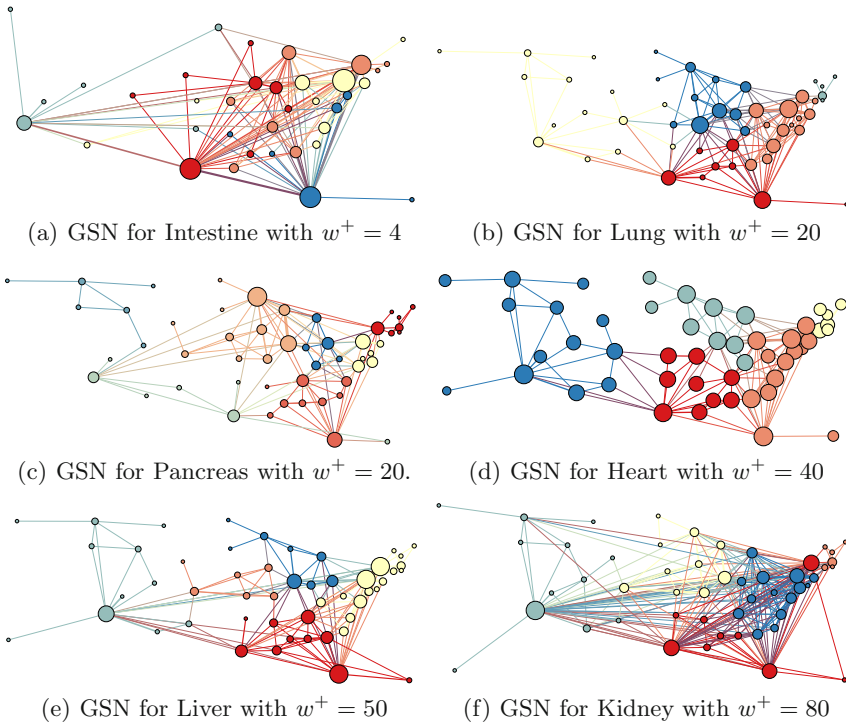 (a) GSN for Intestine with w⁺ = 4
(b) GSN for Lung with w⁺ = 20
(c) GSN for Pancreas with w⁺ = 20.
(d) GSN for Heart with w⁺ = 40
(e) GSN for Liver with w⁺ = 50
(f) GSN for Kidney with w⁺ = 80